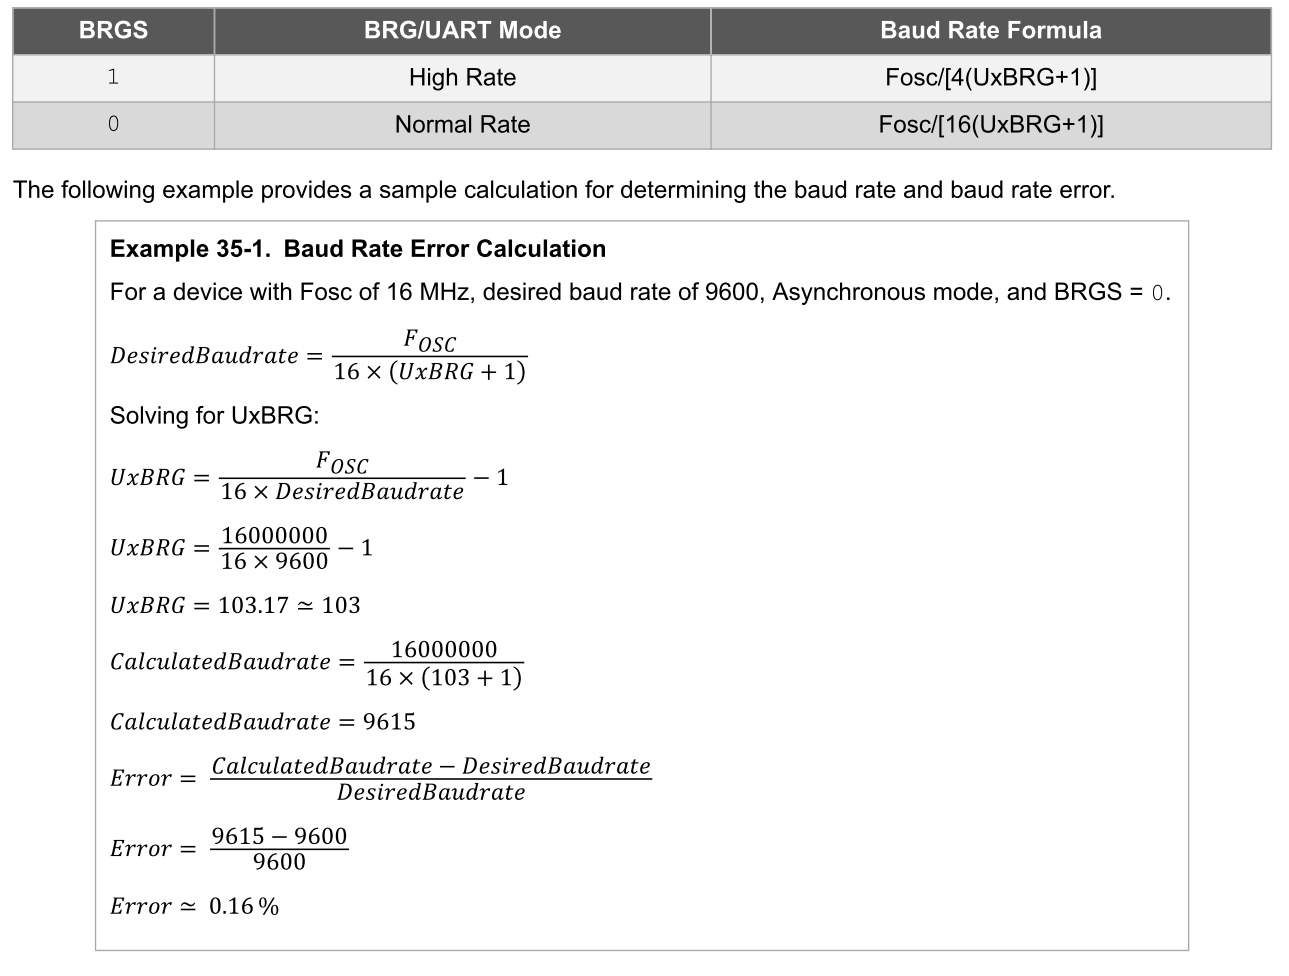 BRGS BRG/UART Mode Baud Rate Formula
1 High Rate Fosc/[4(UxBRG+1)]
0 Normal Rate Fosc/[16(UxBRG+1)]
The following example provides a sample calculation for determining the baud rate and baud rate error.
Example 35-1. Baud Rate Error Calculation
For a device with Fosc of 16 MHz, desired baud rate of 9600, Asynchronous mode, and BRGS = 0.
DesiredBaudrate = F_OSC / (16 × (UxBRG + 1))
Solving for UxBRG:
UxBRG = F_OSC / (16 × DesiredBaudrate) − 1
UxBRG = 16000000 / (16 × 9600) − 1
UxBRG = 103.17 ≃ 103
CalculatedBaudrate = 16000000 / (16 × (103 + 1))
CalculatedBaudrate = 9615
Error = (CalculatedBaudrate − DesiredBaudrate) / DesiredBaudrate
Error = (9615 − 9600) / 9600
Error ≃ 0.16 %